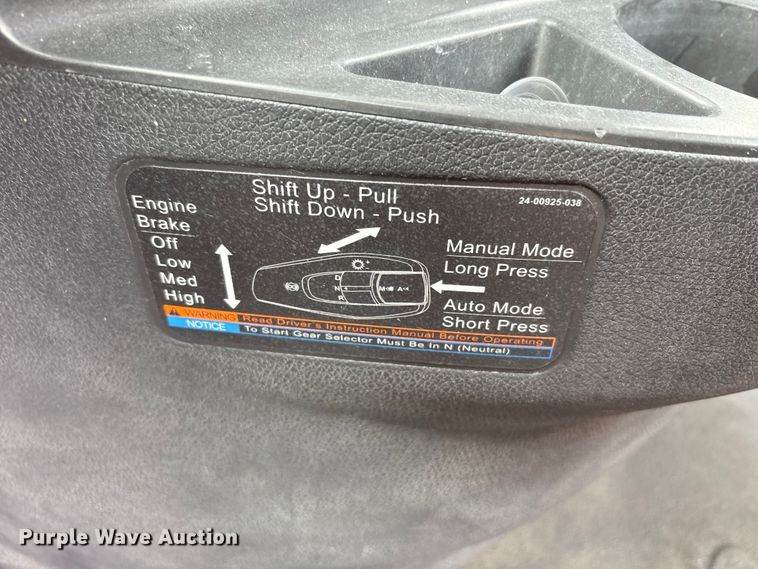 Shift Up - Pull
Shift Down - Push
24-00925-038
Engine
Brake
Off
Low
Med
High
Manual Mode
Long Press
Auto Mode
Short Press
D
N
R
M
A
WARNING Read Driver's Instruction Manual Before Operating
NOTICE To Start Gear Selector Must Be In N (Neutral)
Purple Wave Auction